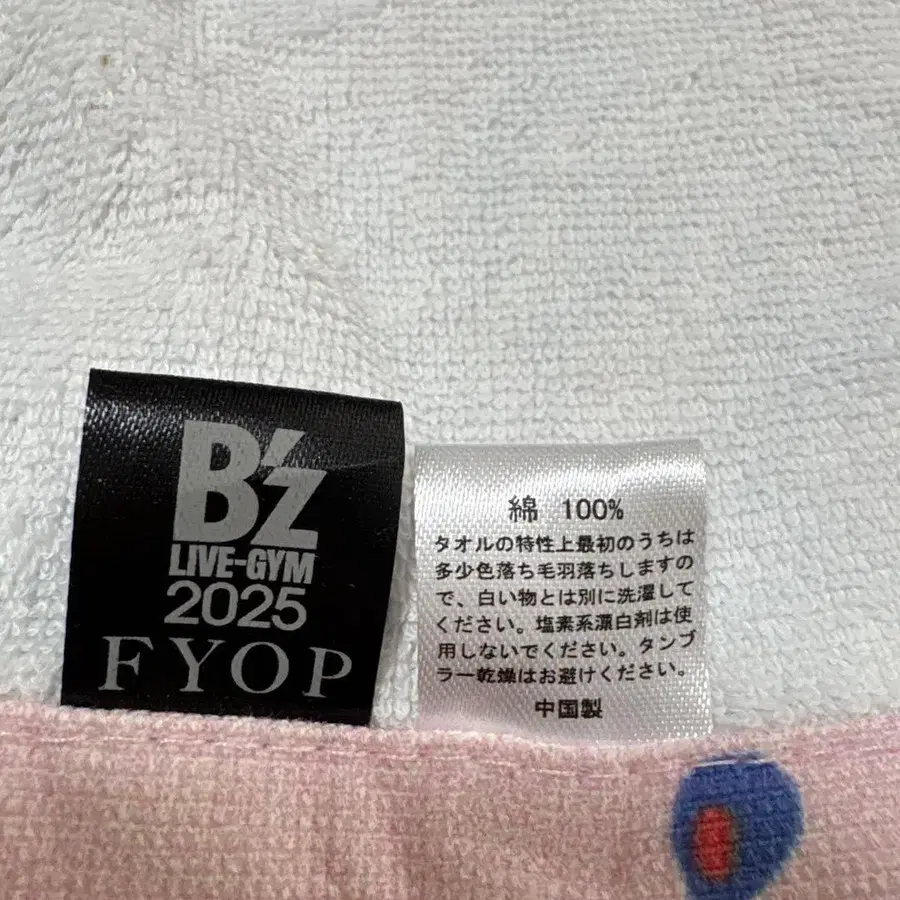 B'z
LIVE-GYM
2025
FYOP
綿 100%
タオルの特性上最初のうちは
多少色落ち毛羽落ちしますの
で、白い物とは別に洗濯して
ください。塩素系漂白剤は使
用しないでください。タンブ
ラー乾燥はお避けください。
中国製